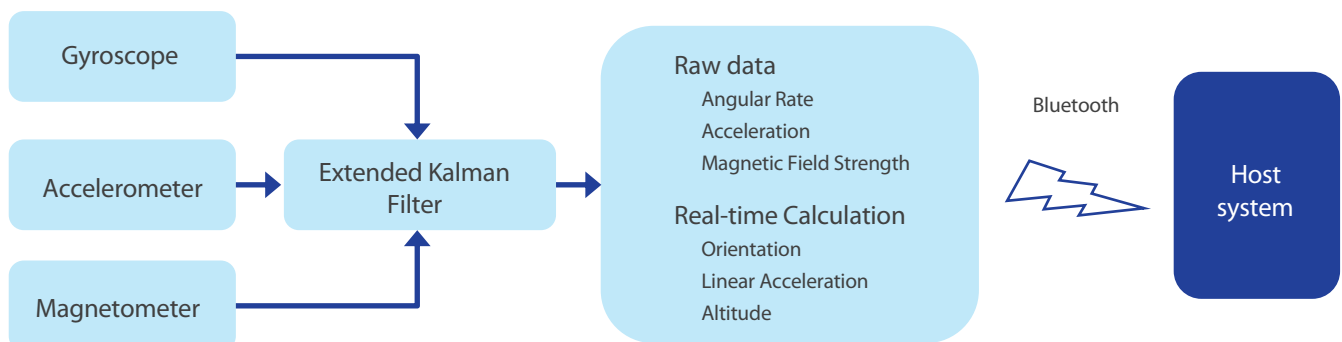 Gyroscope
Accelerometer
Magnetometer
Extended Kalman
Filter
Raw data
Angular Rate
Acceleration
Magnetic Field Strength
Real-time Calculation
Orientation
Linear Acceleration
Altitude
Bluetooth
Host
system